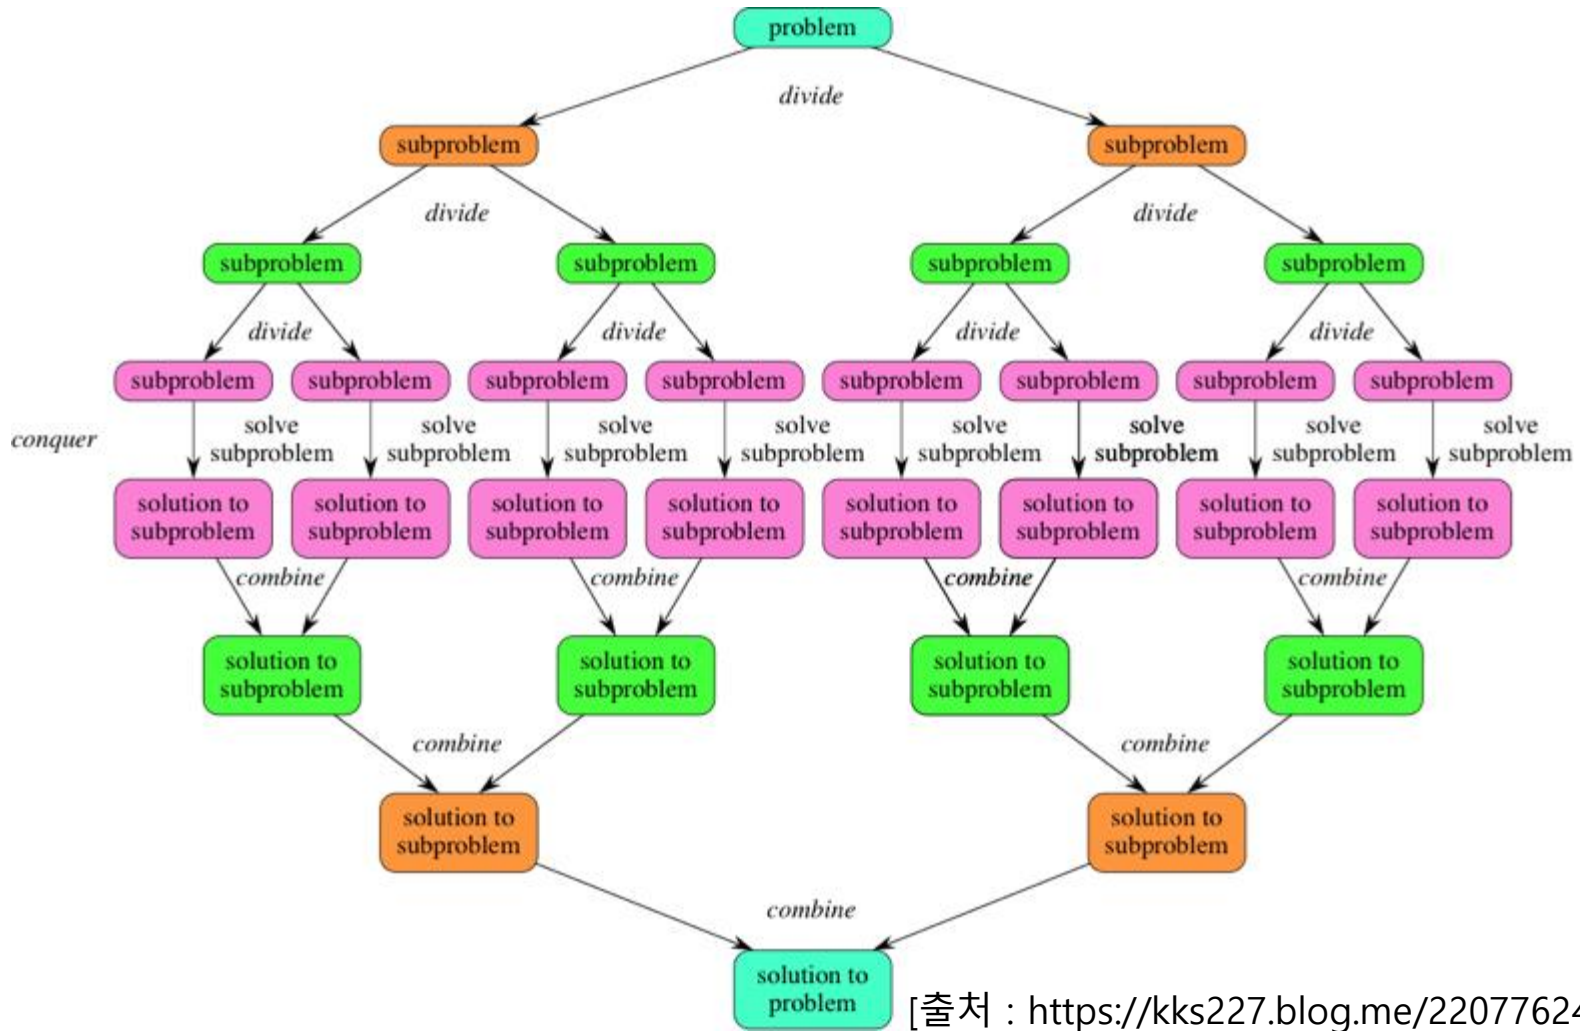 problem
divide
subproblem subproblem
divide divide
subproblem subproblem subproblem subproblem
divide divide divide divide
subproblem subproblem subproblem subproblem subproblem subproblem subproblem subproblem
conquer
solve solve solve solve solve solve solve solve
subproblem subproblem subproblem subproblem subproblem subproblem subproblem subproblem
solution to solution to solution to solution to solution to solution to solution to solution to
subproblem subproblem subproblem subproblem subproblem subproblem subproblem subproblem
combine combine combine combine
solution to solution to solution to solution to
subproblem subproblem subproblem subproblem
combine combine
solution to solution to
subproblem subproblem
combine
solution to
problem
[출처 : https://kks227.blog.me/22077624